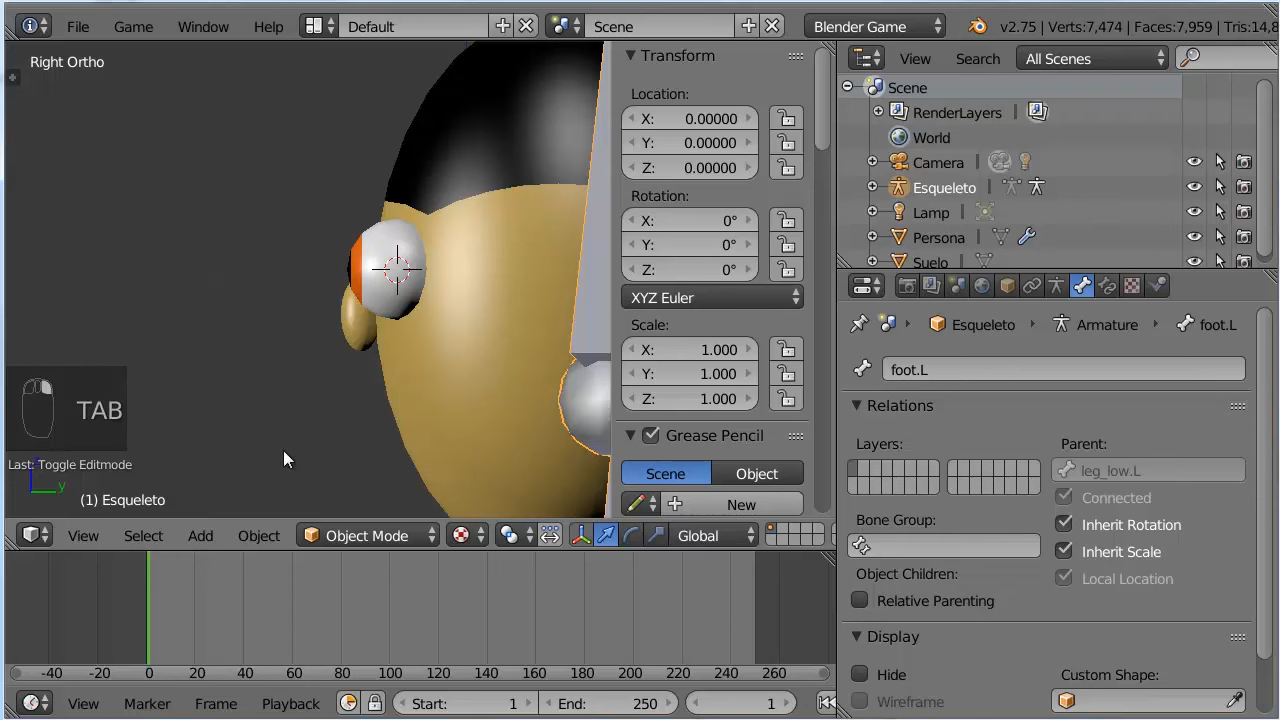 File Game Window Help Default Scene Blender Game v2.75 | Verts:7,474 | Faces:7,959 | Tris:14,8
Right Ortho
Transform
Location:
X: 0.00000
Y: 0.00000
Z: 0.00000
Rotation:
X: 0°
Y: 0°
Z: 0°
XYZ Euler
Scale:
X: 1.000
Y: 1.000
Z: 1.000
Grease Pencil
Scene Object
New
TAB
Last: Toggle Editmode
y
(1) Esqueleto
View Select Add Object Object Mode Global
-40 -20 0 20 40 60 80 100 120 140 160 180 200 220 240 260
View Marker Frame Playback Start: 1 End: 250 1
View Search All Scenes
Scene
RenderLayers
World
Camera
Esqueleto
Lamp
Persona
Suelo
Esqueleto Armature foot.L
foot.L
Relations
Layers: Parent:
leg_low.L
Connected
Bone Group: Inherit Rotation
Inherit Scale
Object Children: Local Location
Relative Parenting
Display
Hide Custom Shape:
Wireframe